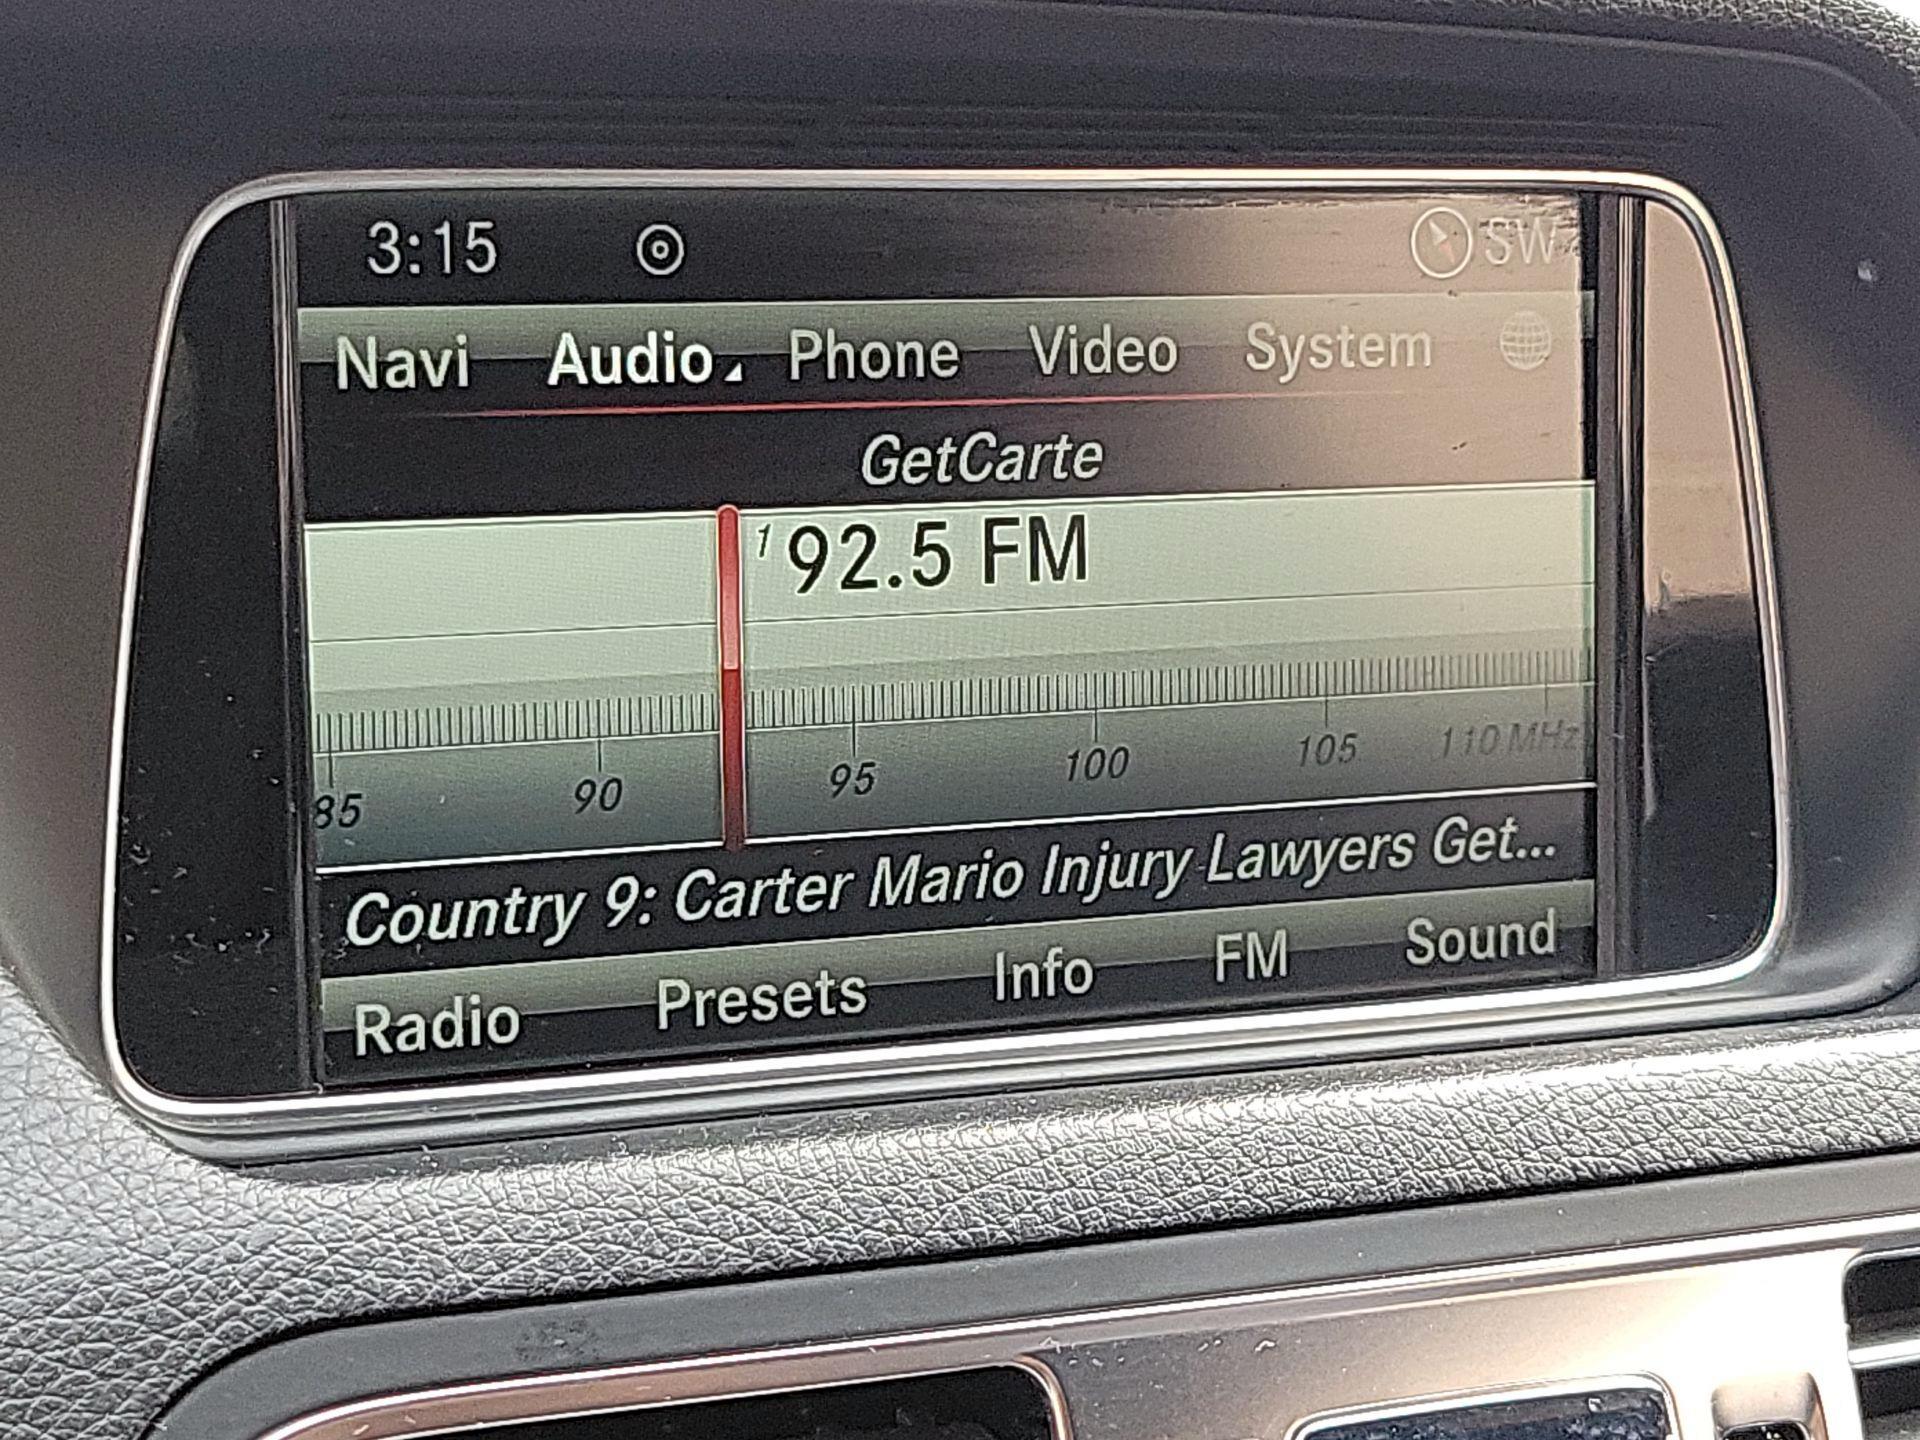 3:15 SW
Navi Audio Phone Video System
GetCarte
1 92.5 FM
85 90 95 100 105 110 MHz
Country 9: Carter Mario Injury Lawyers Get...
Radio Presets Info FM Sound